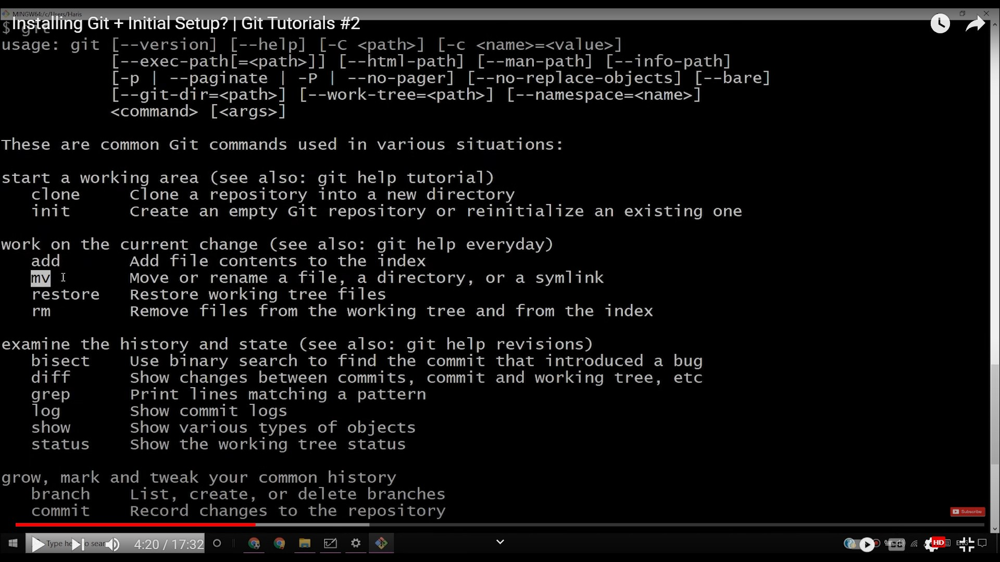 MINGW64:/c/Users/Haris
Installing Git + Initial Setup? | Git Tutorials #2
$ git
usage: git [--version] [--help] [-C <path>] [-c <name>=<value>]
[--exec-path[=<path>]] [--html-path] [--man-path] [--info-path]
[-p | --paginate | -P | --no-pager] [--no-replace-objects] [--bare]
[--git-dir=<path>] [--work-tree=<path>] [--namespace=<name>]
<command> [<args>]
These are common Git commands used in various situations:
start a working area (see also: git help tutorial)
clone Clone a repository into a new directory
init Create an empty Git repository or reinitialize an existing one
work on the current change (see also: git help everyday)
add Add file contents to the index
mv Move or rename a file, a directory, or a symlink
restore Restore working tree files
rm Remove files from the working tree and from the index
examine the history and state (see also: git help revisions)
bisect Use binary search to find the commit that introduced a bug
diff Show changes between commits, commit and working tree, etc
grep Print lines matching a pattern
log Show commit logs
show Show various types of objects
status Show the working tree status
grow, mark and tweak your common history
branch List, create, or delete branches
commit Record changes to the repository
Subscribe
Type here to sear
4:20 / 17:32
HD
ENG